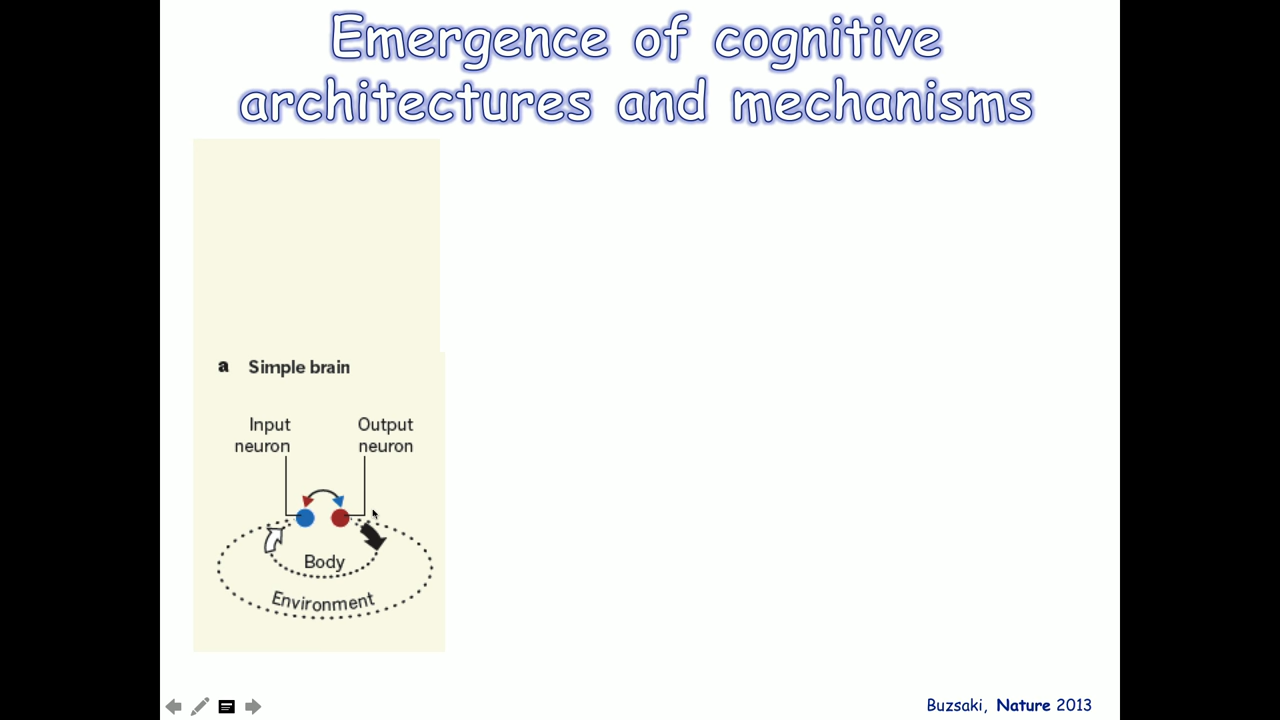 Emergence of cognitive
architectures and mechanisms
a Simple brain
Input
neuron
Output
neuron
Body
Environment
Buzsaki, Nature 2013